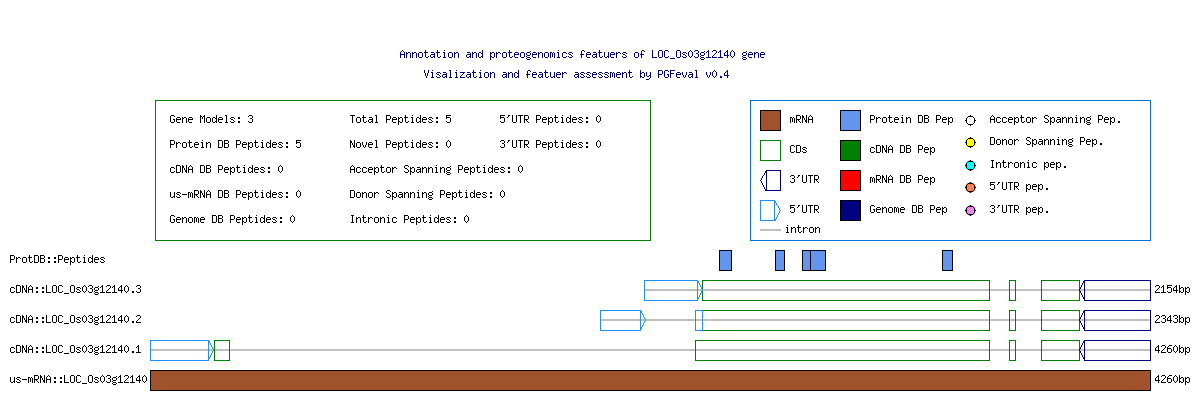 Annotation and proteogenomics featuers of LOC_Os03g12140 gene
Visalization and featuer assessment by PGFeval v0.4
Gene Models: 3 Total Peptides: 5 5'UTR Peptides: 0
Protein DB Peptides: 5 Novel Peptides: 0 3'UTR Peptides: 0
cDNA DB Peptides: 0 Acceptor Spanning Peptides: 0
us-mRNA DB Peptides: 0 Donor Spanning Peptides: 0
Genome DB Peptides: 0 Intronic Peptides: 0
mRNA Protein DB Pep Acceptor Spanning Pep.
CDs cDNA DB Pep Donor Spanning Pep.
3'UTR mRNA DB Pep Intronic pep.
5'UTR Genome DB Pep 5'UTR pep.
intron 3'UTR pep.
ProtDB::Peptides
cDNA::LOC_Os03g12140.3 2154bp
cDNA::LOC_Os03g12140.2 2343bp
cDNA::LOC_Os03g12140.1 4260bp
us-mRNA::LOC_Os03g12140 4260bp